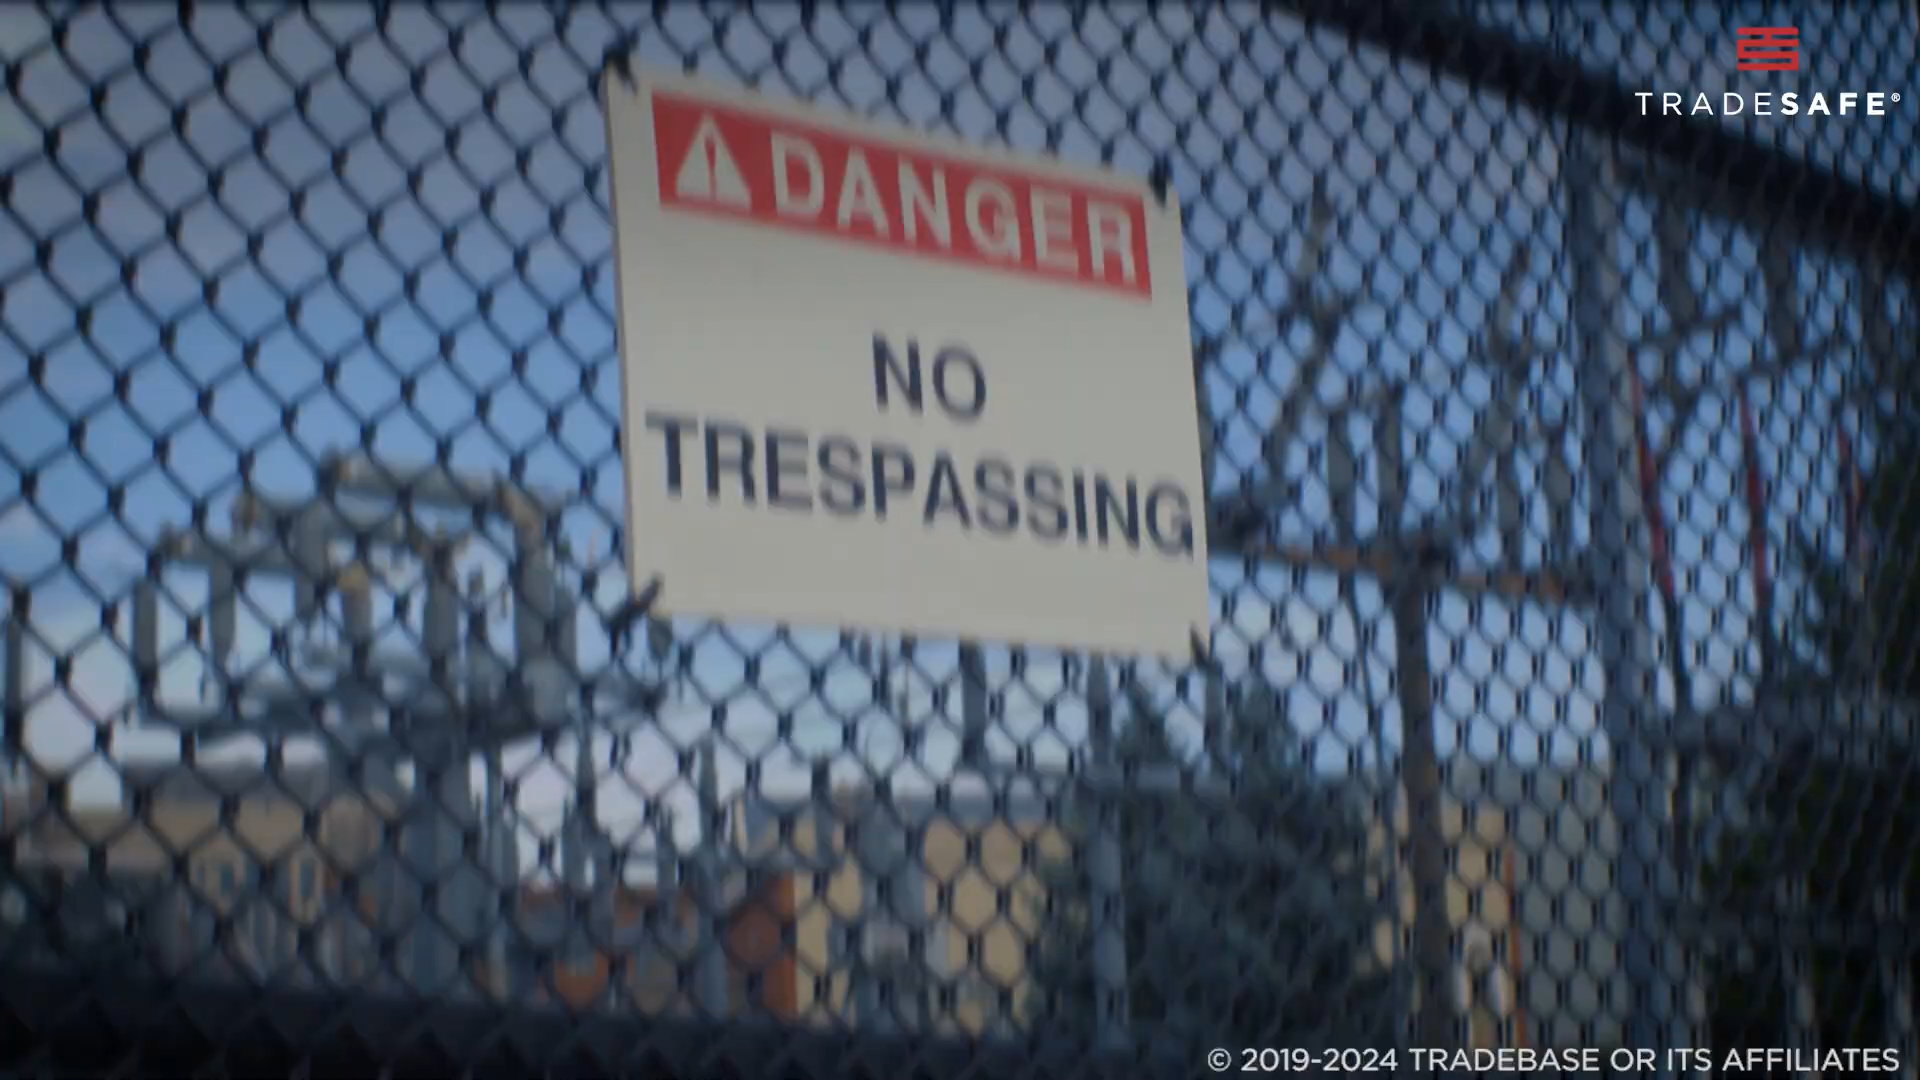 TRADESAFE®
DANGER
NO
TRESPASSING
© 2019-2024 TRADEBASE OR ITS AFFILIATES